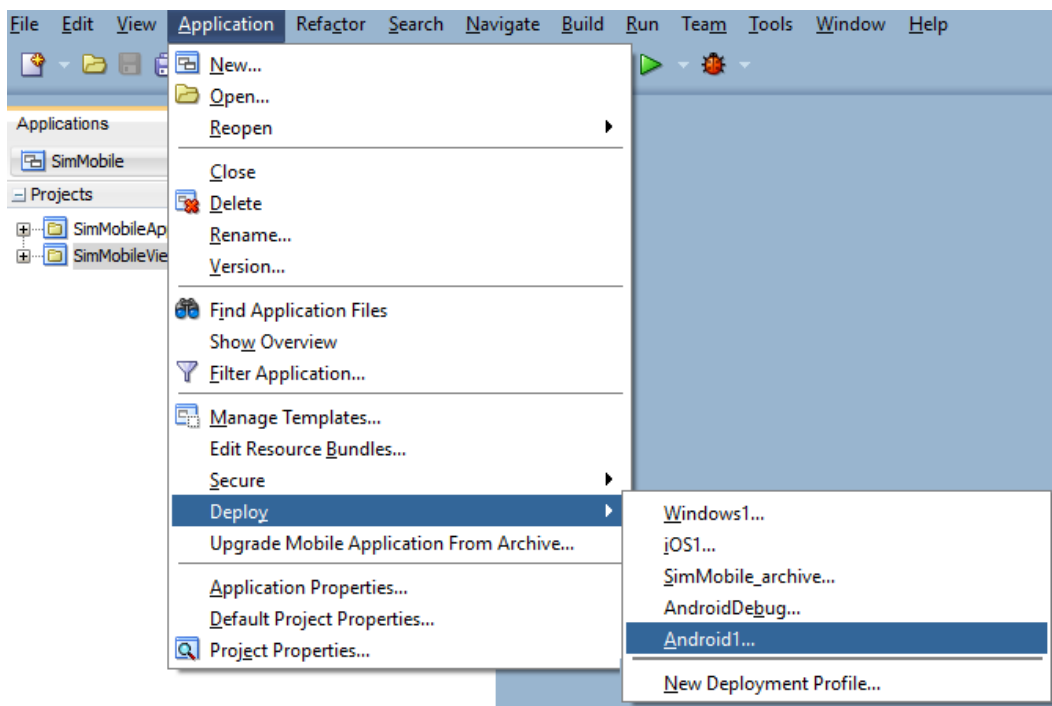 File Edit View Application Refactor Search Navigate Build Run Team Tools Window Help
New...
Open...
Reopen
Close
Delete
Rename...
Version...
Find Application Files
Show Overview
Filter Application...
Manage Templates...
Edit Resource Bundles...
Secure
Deploy
Upgrade Mobile Application From Archive...
Application Properties...
Default Project Properties...
Project Properties...
Applications
SimMobile
Projects
SimMobileAp
SimMobileVie
Windows1...
iOS1...
SimMobile_archive...
AndroidDebug...
Android1...
New Deployment Profile...